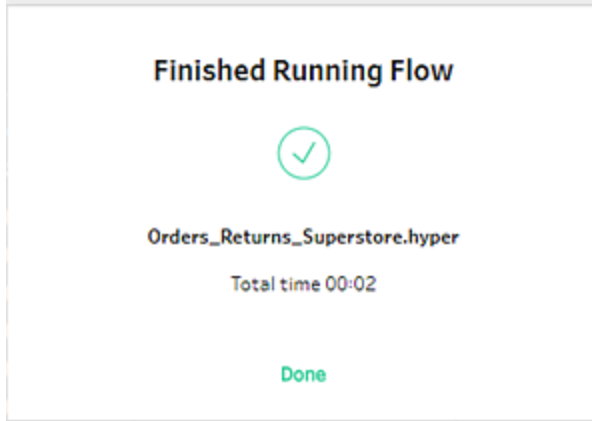 Finished Running Flow
Orders_Returns_Superstore.hyper
Total time 00:02
Done